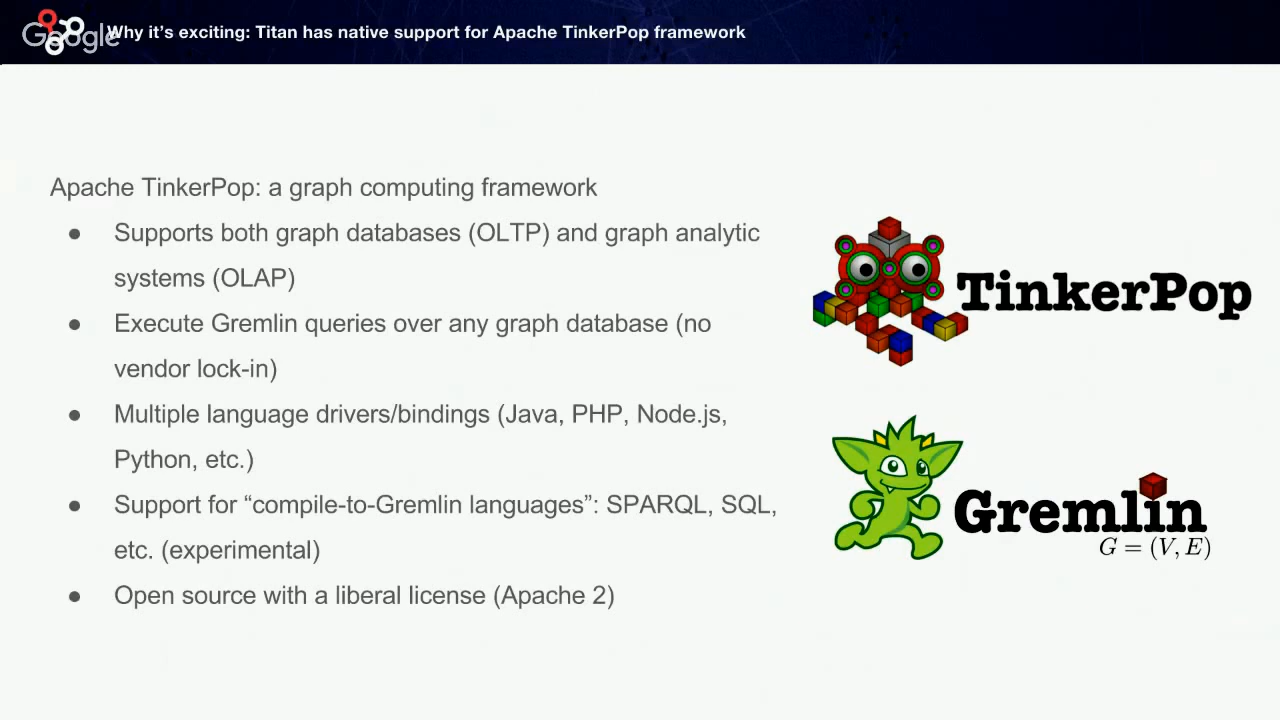 Google
Why it's exciting: Titan has native support for Apache TinkerPop framework
Apache TinkerPop: a graph computing framework
● Supports both graph databases (OLTP) and graph analytic
systems (OLAP)
● Execute Gremlin queries over any graph database (no
vendor lock-in)
● Multiple language drivers/bindings (Java, PHP, Node.js,
Python, etc.)
● Support for “compile-to-Gremlin languages”: SPARQL, SQL,
etc. (experimental)
● Open source with a liberal license (Apache 2)
TinkerPop
Gremlin
G = (V, E)